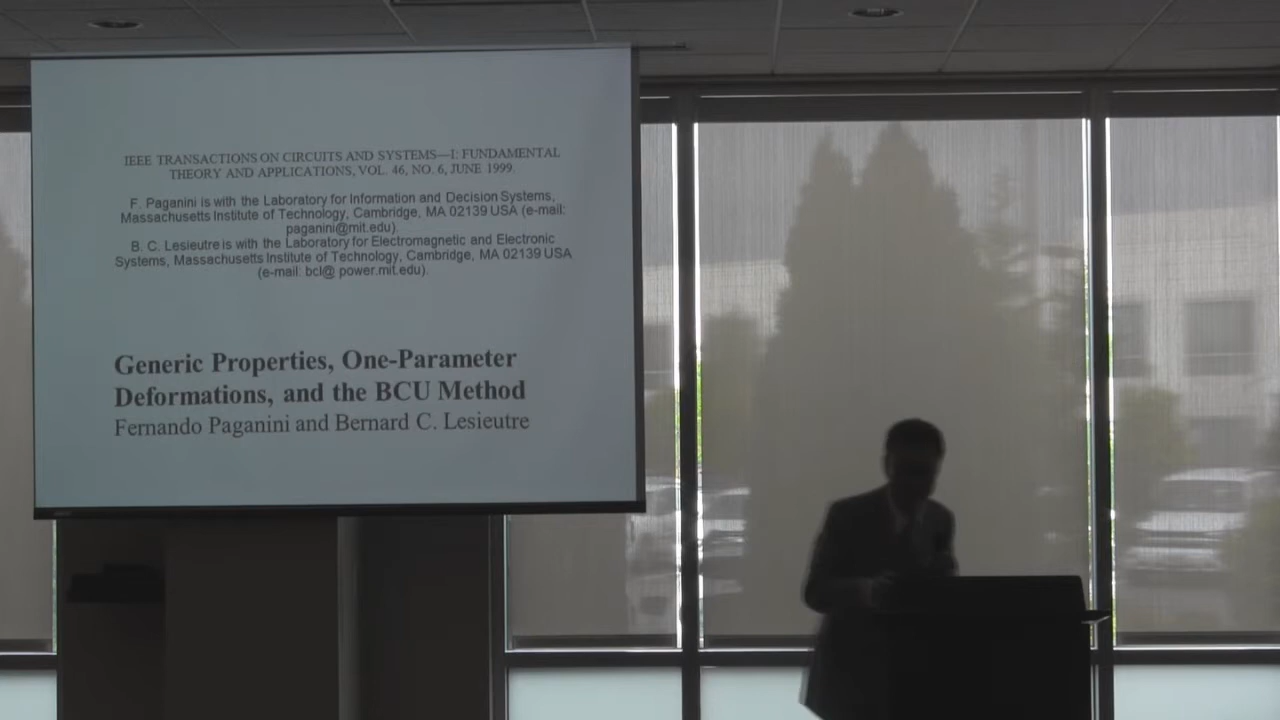 IEEE TRANSACTIONS ON CIRCUITS AND SYSTEMS—I: FUNDAMENTAL
THEORY AND APPLICATIONS, VOL. 46, NO. 6, JUNE 1999.
F. Paganini is with the Laboratory for Information and Decision Systems,
Massachusetts Institute of Technology, Cambridge, MA 02139 USA (e-mail:
paganini@mit.edu).
B. C. Lesieutre is with the Laboratory for Electromagnetic and Electronic
Systems, Massachusetts Institute of Technology, Cambridge, MA 02139 USA
(e-mail: bcl@ power.mit.edu).
Generic Properties, One-Parameter
Deformations, and the BCU Method
Fernando Paganini and Bernard C. Lesieutre